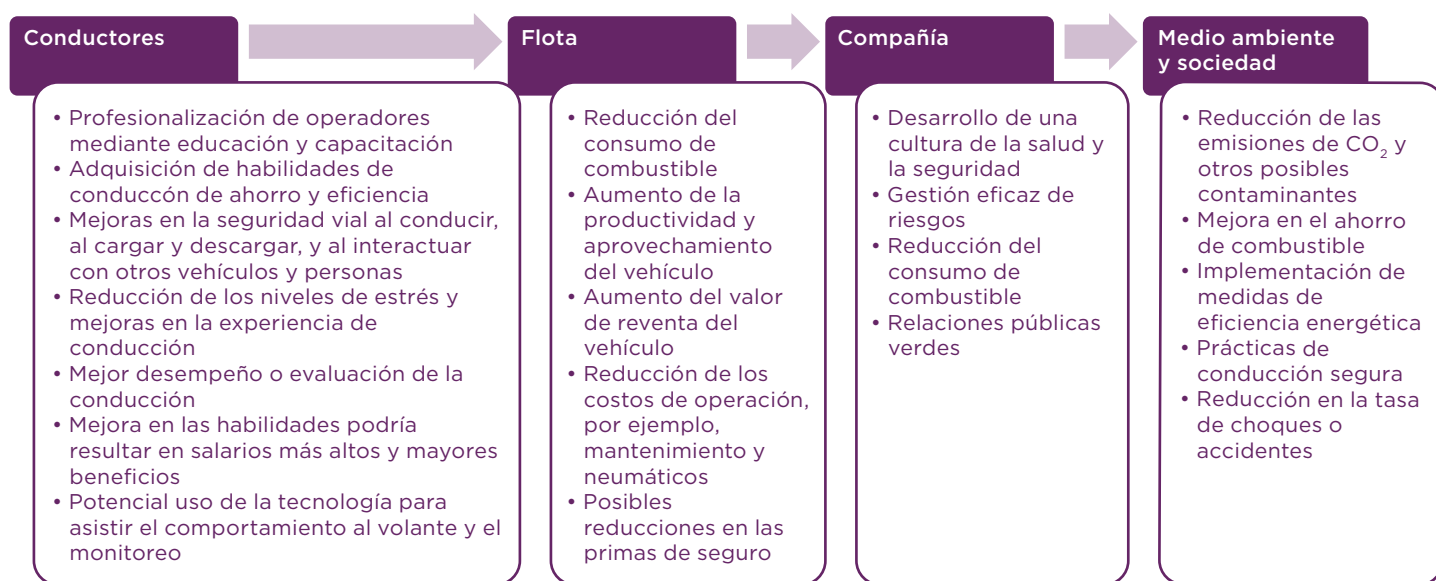 Conductores
• Profesionalización de operadores
mediante educación y capacitación
• Adquisición de habilidades de
conduccón de ahorro y eficiencia
• Mejoras en la seguridad vial al conducir,
al cargar y descargar, y al interactuar
con otros vehículos y personas
• Reducción de los niveles de estrés y
mejoras en la experiencia de
conducción
• Mejor desempeño o evaluación de la
conducción
• Mejora en las habilidades podría
resultar en salarios más altos y mayores
beneficios
• Potencial uso de la tecnología para
asistir el comportamiento al volante y el
monitoreo
Flota
• Reducción del
consumo de
combustible
• Aumento de la
productividad y
aprovechamiento
del vehículo
• Aumento del valor
de reventa del
vehículo
• Reducción de los
costos de operación,
por ejemplo,
mantenimiento y
neumáticos
• Posibles
reducciones en las
primas de seguro
Compañía
• Desarrollo de una
cultura de la salud y
la seguridad
• Gestión eficaz de
riesgos
• Reducción del
consumo de
combustible
• Relaciones públicas
verdes
Medio ambiente
y sociedad
• Reducción de las
emisiones de CO₂ y
otros posibles
contaminantes
• Mejora en el ahorro
de combustible
• Implementación de
medidas de
eficiencia energética
• Prácticas de
conducción segura
• Reducción en la tasa
de choques o
accidentes